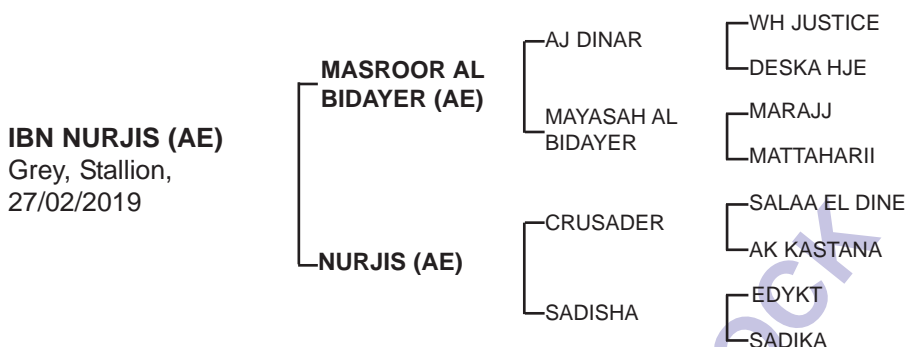 IBN NURJIS (AE)
Grey, Stallion,
27/02/2019
MASROOR AL
BIDAYER (AE)
NURJIS (AE)
AJ DINAR
MAYASAH AL
BIDAYER
CRUSADER
SADISHA
WH JUSTICE
DESKA HJE
MARAJJ
MATTAHARII
SALAA EL DINE
AK KASTANA
EDYKT
SADIKA
OCK